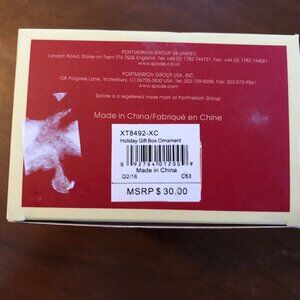 PORTMEIRION GROUP UK LIMITED
London Road, Stoke-on-Trent ST4 7QQ England. Tel: +44 (0) 1782 744721. Fax: +44 (0) 1782 744061.
www.spode.co.uk
PORTMEIRION GROUP USA, INC.
105 Progress Lane, Waterbury, CT 06705-3830 USA. Tel: 203-729-8255. Fax: 203-573-9561
www.spode.com
Spode is a registered trade mark of Portmeirion Group
Made in China/Fabriqué en Chine
XT8492-XC
Holiday Gift Box Ornament
Made in China
Q2/16 C53
MSRP $ 30.00